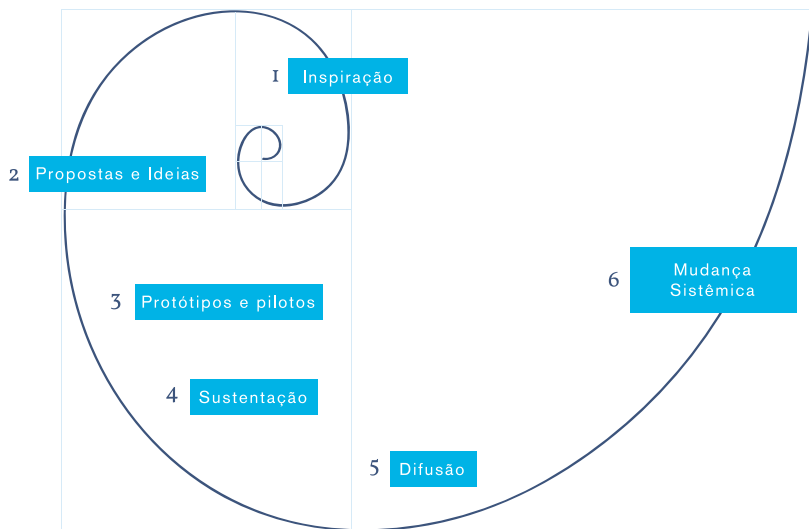 1 Inspiração
2 Propostas e Ideias
3 Protótipos e pilotos
4 Sustentação
5 Difusão
6 Mudança
Sistêmica